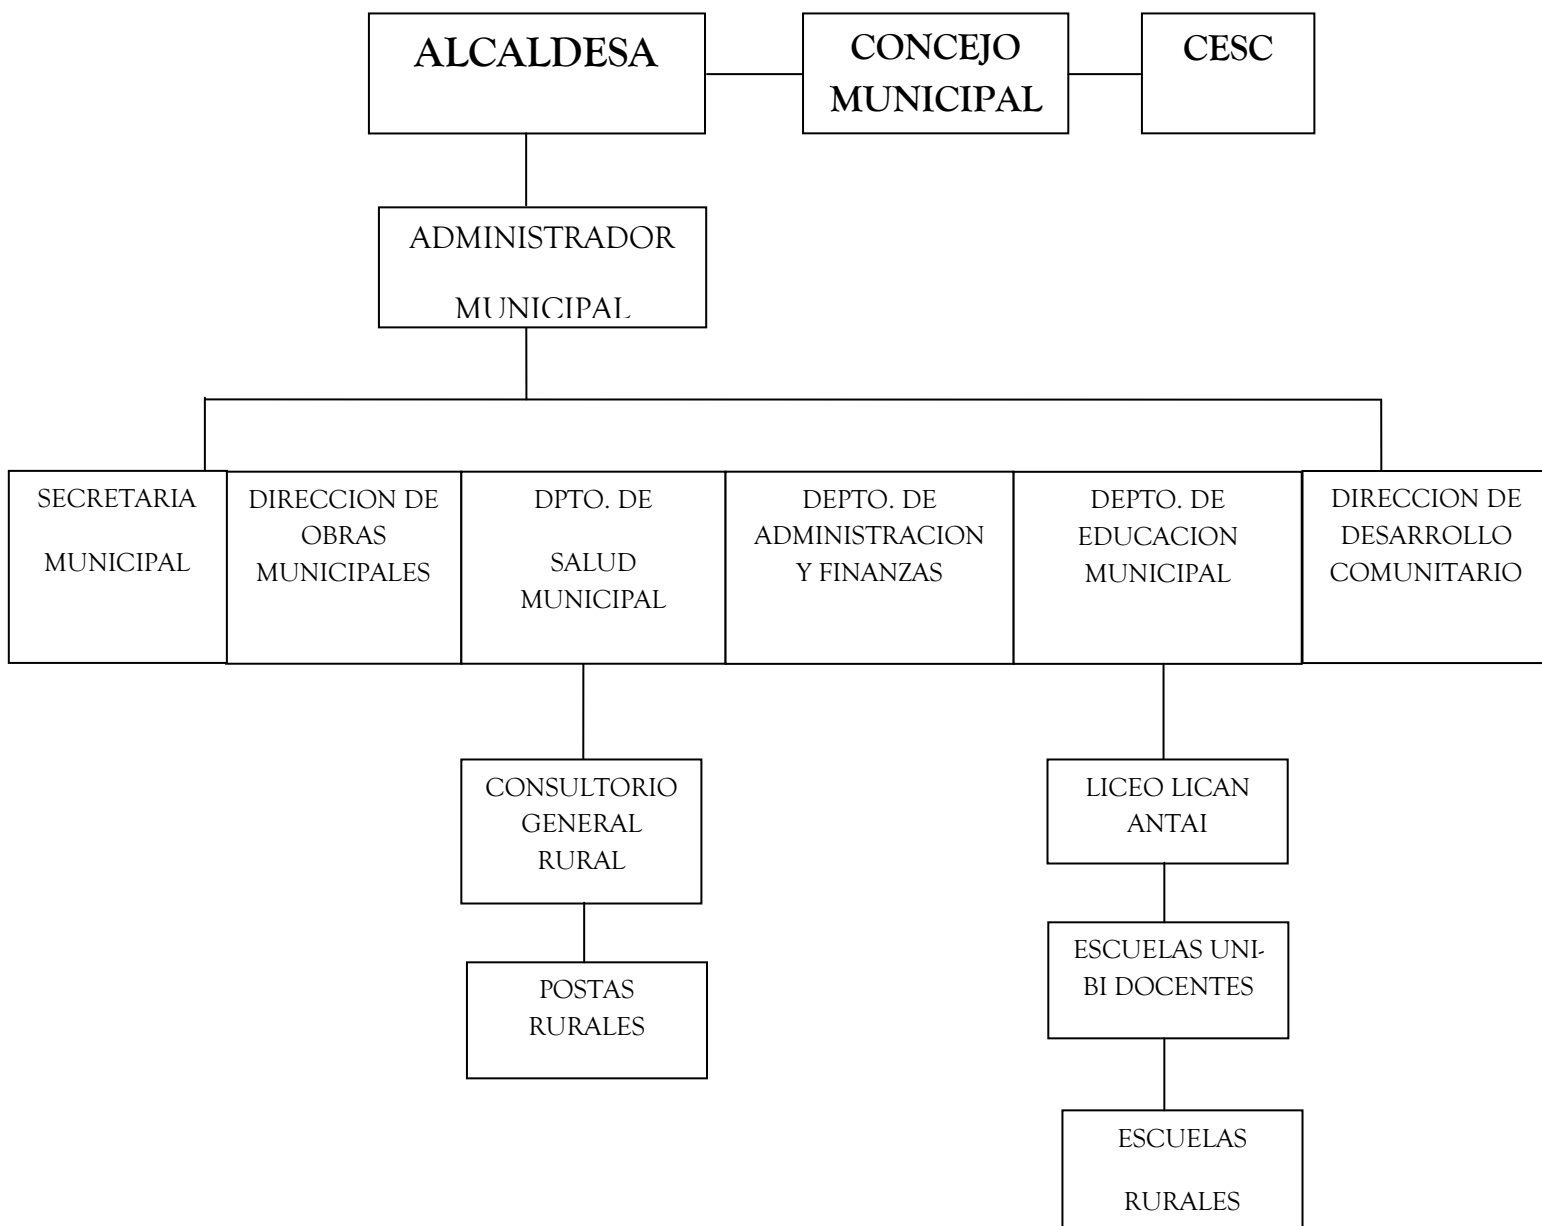 ALCALDESA
CONCEJO
MUNICIPAL
CESC
ADMINISTRADOR
MUNICIPAL
SECRETARIA
MUNICIPAL
DIRECCION DE
OBRAS
MUNICIPALES
DPTO. DE
SALUD
MUNICIPAL
DEPTO. DE
ADMINISTRACION
Y FINANZAS
DEPTO. DE
EDUCACION
MUNICIPAL
DIRECCION DE
DESARROLLO
COMUNITARIO
CONSULTORIO
GENERAL
RURAL
POSTAS
RURALES
LICEO LICAN
ANTAI
ESCUELAS UNI-
BI DOCENTES
ESCUELAS
RURALES